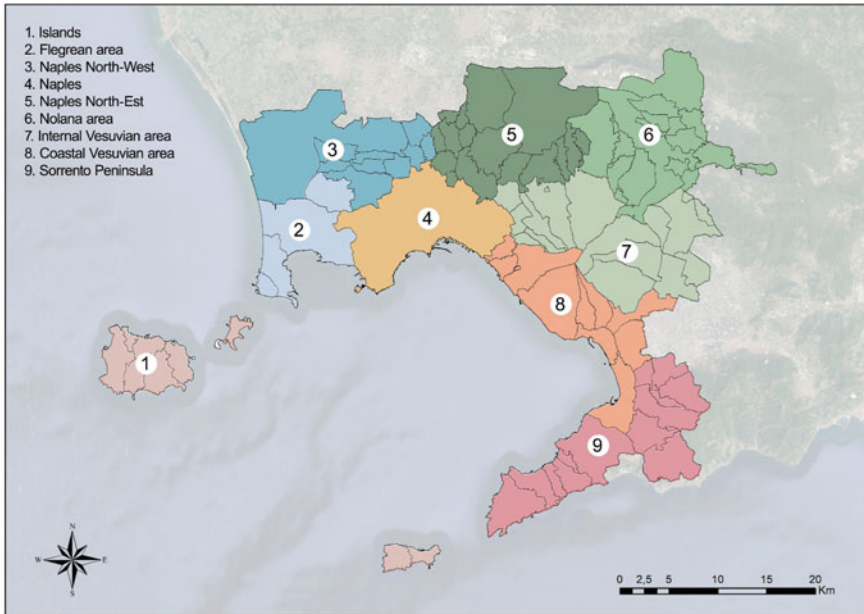 1. Islands
2. Flegrean area
3. Naples North-West
4. Naples
5. Naples North-Est
6. Nolana area
7. Internal Vesuvian area
8. Coastal Vesuvian area
9. Sorrento Peninsula
5
6
3
4
2
7
8
1
9
N
W E
S
0 2,5 5 10 15 20
Km